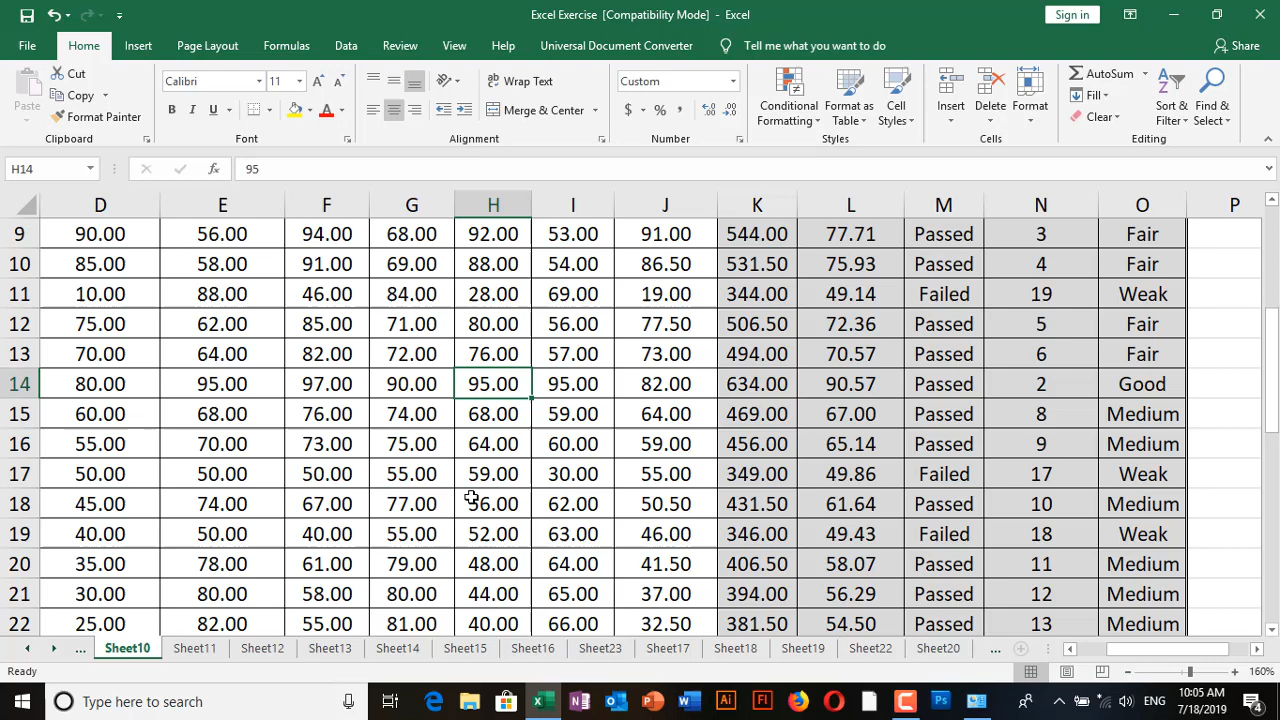 Excel Exercise [Compatibility Mode] - Excel
Sign in
File Home Insert Page Layout Formulas Data Review View Help Universal Document Converter Tell me what you want to do Share
Paste Cut Copy Format Painter
Calibri 11
B I U A
Wrap Text
Merge & Center
Custom
$ % ,
Conditional Formatting Format as Table Cell Styles
Insert Delete Format
AutoSum Fill Clear
Sort & Filter Find & Select
Clipboard Font Alignment Number Styles Cells Editing
H14 fx 95
D E F G H I J K L M N O P
9 90.00 56.00 94.00 68.00 92.00 53.00 91.00 544.00 77.71 Passed 3 Fair
10 85.00 58.00 91.00 69.00 88.00 54.00 86.50 531.50 75.93 Passed 4 Fair
11 10.00 88.00 46.00 84.00 28.00 69.00 19.00 344.00 49.14 Failed 19 Weak
12 75.00 62.00 85.00 71.00 80.00 56.00 77.50 506.50 72.36 Passed 5 Fair
13 70.00 64.00 82.00 72.00 76.00 57.00 73.00 494.00 70.57 Passed 6 Fair
14 80.00 95.00 97.00 90.00 95.00 95.00 82.00 634.00 90.57 Passed 2 Good
15 60.00 68.00 76.00 74.00 68.00 59.00 64.00 469.00 67.00 Passed 8 Medium
16 55.00 70.00 73.00 75.00 64.00 60.00 59.00 456.00 65.14 Passed 9 Medium
17 50.00 50.00 50.00 55.00 59.00 30.00 55.00 349.00 49.86 Failed 17 Weak
18 45.00 74.00 67.00 77.00 56.00 62.00 50.50 431.50 61.64 Passed 10 Medium
19 40.00 50.00 40.00 55.00 52.00 63.00 46.00 346.00 49.43 Failed 18 Weak
20 35.00 78.00 61.00 79.00 48.00 64.00 41.50 406.50 58.07 Passed 11 Medium
21 30.00 80.00 58.00 80.00 44.00 65.00 37.00 394.00 56.29 Passed 12 Medium
22 25.00 82.00 55.00 81.00 40.00 66.00 32.50 381.50 54.50 Passed 13 Medium
... Sheet10 Sheet11 Sheet12 Sheet13 Sheet14 Sheet15 Sheet16 Sheet23 Sheet17 Sheet18 Sheet19 Sheet22 Sheet20 ...
Ready 160%
Type here to search
ENG
10:05 AM
7/18/2019
4